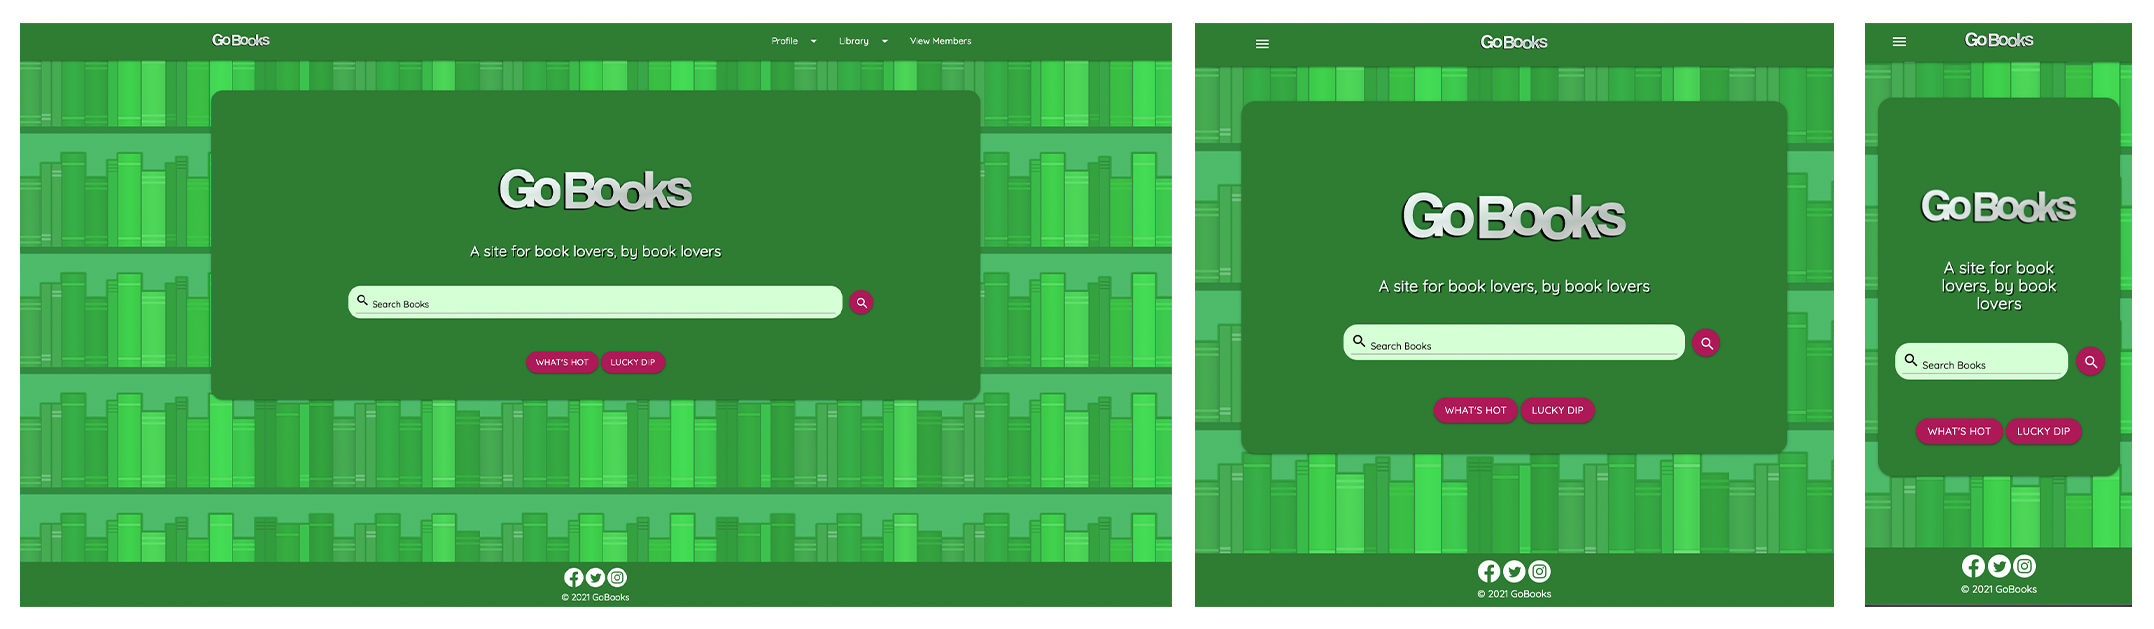 GoBooks
Profile Library View Members
GoBooks
A site for book lovers, by book lovers
Search Books
WHAT'S HOT LUCKY DIP
© 2021 GoBooks
GoBooks
GoBooks
A site for book lovers, by book lovers
Search Books
WHAT'S HOT LUCKY DIP
© 2021 GoBooks
GoBooks
GoBooks
A site for book
lovers, by book
lovers
Search Books
WHAT'S HOT LUCKY DIP
© 2021 GoBooks